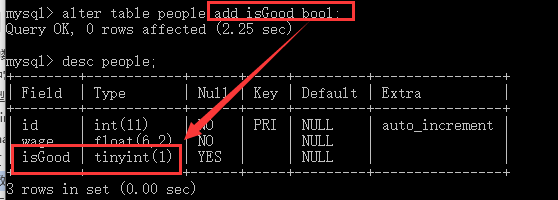 mysql> alter table people add isGood bool;
Query OK, 0 rows affected (2.25 sec)
mysql> desc people;
+--------+------------+------+-----+---------+----------------+
| Field | Type | Null | Key | Default | Extra |
+--------+------------+------+-----+---------+----------------+
| id | int(11) | NO | PRI | NULL | auto_increment |
| wage | float(6,2) | NO | | NULL | |
| isGood | tinyint(1) | YES | | NULL | |
+--------+------------+------+-----+---------+----------------+
3 rows in set (0.00 sec)